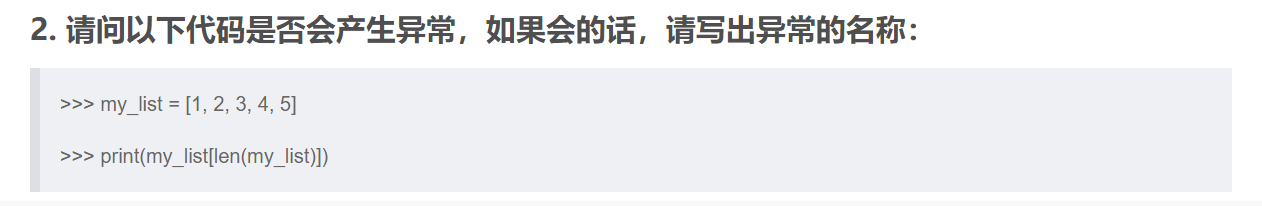 2. 请问以下代码是否会产生异常，如果会的话，请写出异常的名称：
>>> my_list = [1, 2, 3, 4, 5]
>>> print(my_list[len(my_list)])